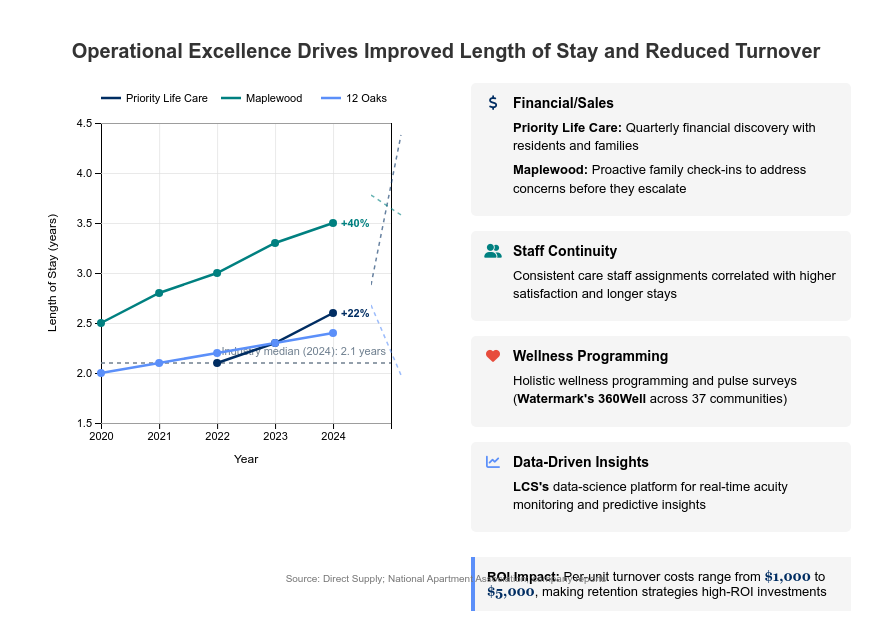 Operational Excellence Drives Improved Length of Stay and Reduced Turnover
Priority Life Care
Maplewood
12 Oaks
4.5
4.0
3.5
3.0
2.5
2.0
1.5
Length of Stay (years)
+40%
+22%
Industry median (2024): 2.1 years
2020
2021
2022
2023
2024
Year
Financial/Sales
Priority Life Care: Quarterly financial discovery with
residents and families
Maplewood: Proactive family check-ins to address
concerns before they escalate
Staff Continuity
Consistent care staff assignments correlated with higher
satisfaction and longer stays
Wellness Programming
Holistic wellness programming and pulse surveys
(Watermark's 360Well across 37 communities)
Data-Driven Insights
LCS's data-science platform for real-time acuity
monitoring and predictive insights
ROI Impact: Per-unit turnover costs range from $1,000 to
$5,000, making retention strategies high-ROI investments
Source: Direct Supply; National Apartment Association; company reports